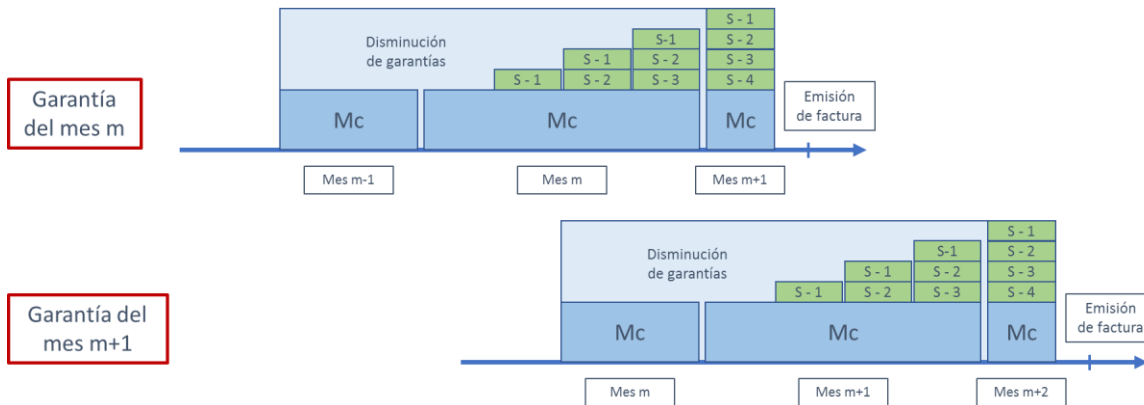 S - 1
Disminución
de garantías
S-1
S - 2
S - 1
S - 2
S - 3
S - 1
S - 2
S - 3
S - 4
Garantía
del mes m
Mc
Mc
Mc
Emisión
de factura
Mes m-1
Mes m
Mes m+1
S - 1
Disminución
de garantías
S-1
S - 2
S - 1
S - 2
S - 3
S - 1
S - 2
S - 3
S - 4
Garantía del
mes m+1
Mc
Mc
Mc
Emisión
de factura
Mes m
Mes m+1
Mes m+2